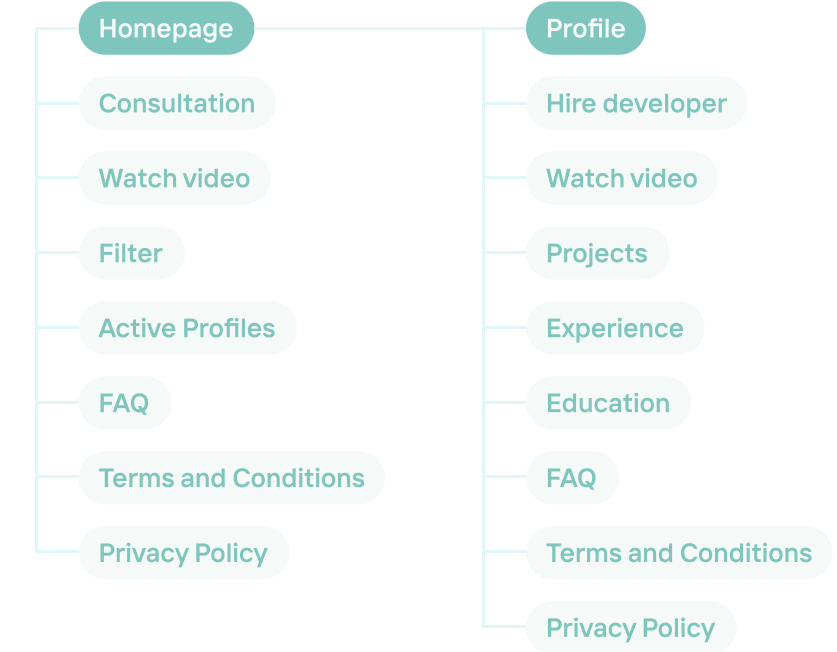 Homepage
Consultation
Watch video
Filter
Active Profiles
FAQ
Terms and Conditions
Privacy Policy
Profile
Hire developer
Watch video
Projects
Experience
Education
FAQ
Terms and Conditions
Privacy Policy